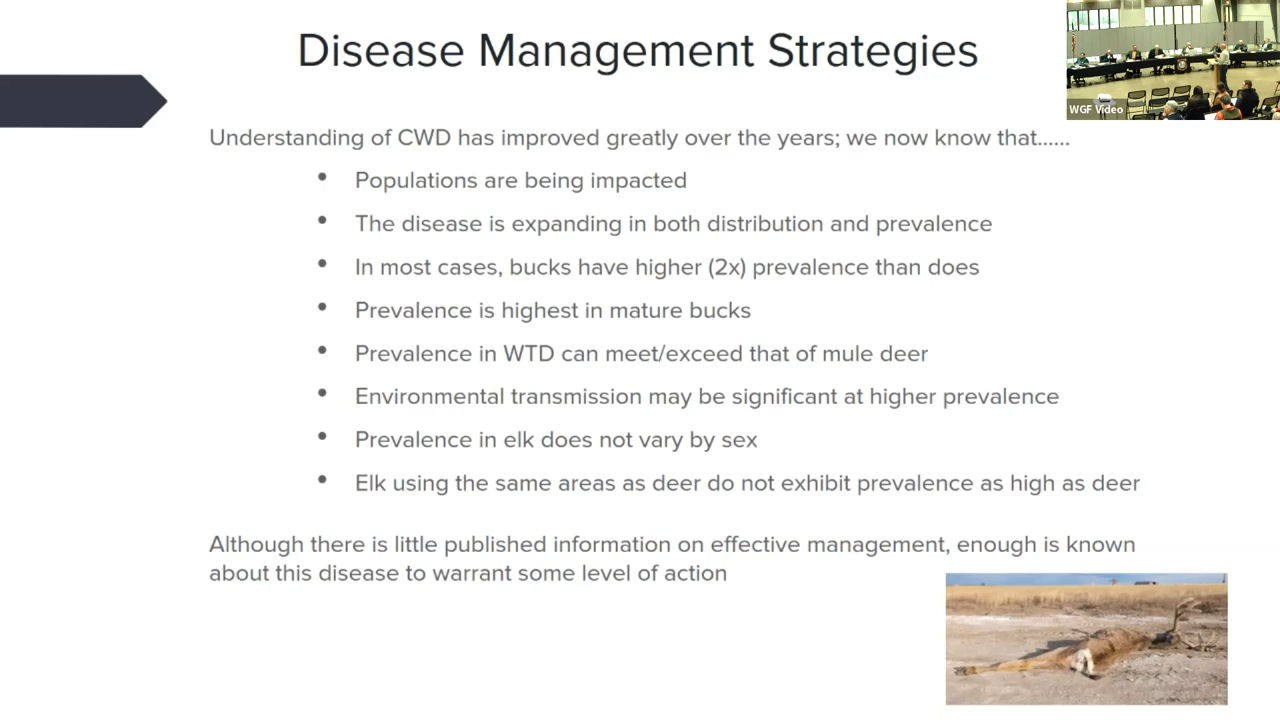 Disease Management Strategies
WGF Video
Understanding of CWD has improved greatly over the years; we now know that......
• Populations are being impacted
• The disease is expanding in both distribution and prevalence
• In most cases, bucks have higher (2x) prevalence than does
• Prevalence is highest in mature bucks
• Prevalence in WTD can meet/exceed that of mule deer
• Environmental transmission may be significant at higher prevalence
• Prevalence in elk does not vary by sex
• Elk using the same areas as deer do not exhibit prevalence as high as deer
Although there is little published information on effective management, enough is known
about this disease to warrant some level of action